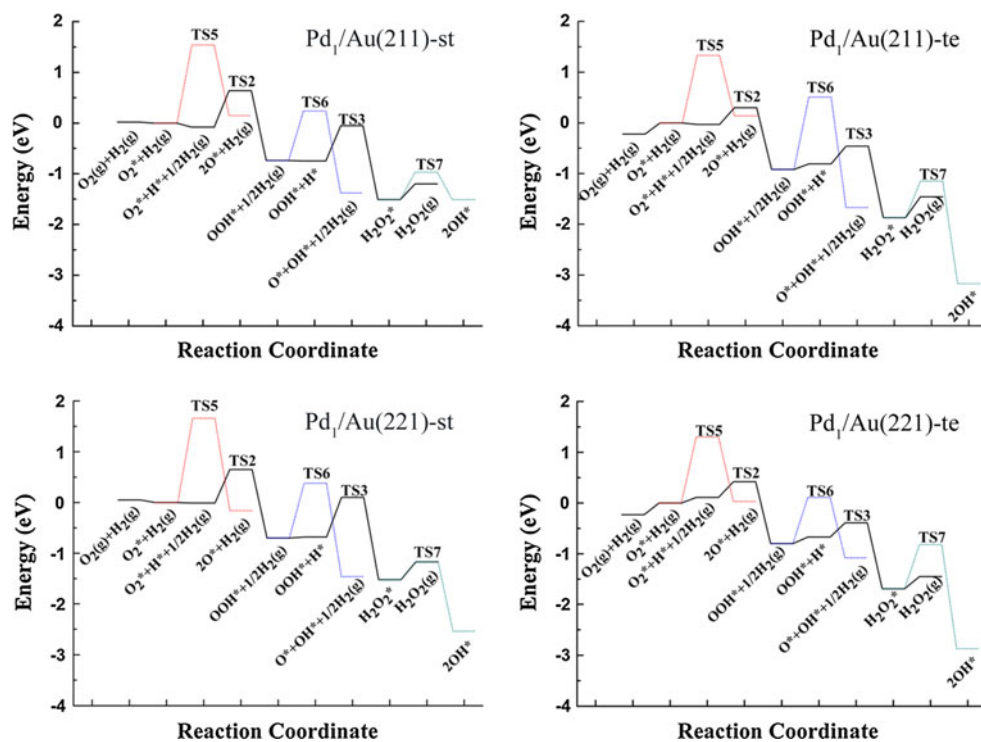 Pd1/Au(211)-st
Energy (eV)
2
1
0
-1
-2
-3
-4
TS5
TS2
TS6
TS3
TS7
O2(g)+H2(g)
O2*+H2(g)
O2*+H*+1/2H2(g)
2O*+H2(g)
OOH*+1/2H2(g)
OOH*+H*
O*+OH*+1/2H2(g)
H2O2*
H2O2(g)
2OH*
Reaction Coordinate
Pd1/Au(211)-te
Energy (eV)
2
1
0
-1
-2
-3
-4
TS5
TS2
TS6
TS3
TS7
O2(g)+H2(g)
O2*+H2(g)
O2*+H*+1/2H2(g)
2O*+H2(g)
OOH*+1/2H2(g)
OOH*+H*
O*+OH*+1/2H2(g)
H2O2*
H2O2(g)
2OH*
Reaction Coordinate
Pd1/Au(221)-st
Energy (eV)
2
1
0
-1
-2
-3
-4
TS5
TS2
TS6
TS3
TS7
O2(g)+H2(g)
O2*+H2(g)
O2*+H*+1/2H2(g)
2O*+H2(g)
OOH*+1/2H2(g)
OOH*+H*
O*+OH*+1/2H2(g)
H2O2*
H2O2(g)
2OH*
Reaction Coordinate
Pd1/Au(221)-te
Energy (eV)
2
1
0
-1
-2
-3
-4
TS5
TS2
TS6
TS3
TS7
O2(g)+H2(g)
O2*+H2(g)
O2*+H*+1/2H2(g)
2O*+H2(g)
OOH*+1/2H2(g)
OOH*+H*
O*+OH*+1/2H2(g)
H2O2*
H2O2(g)
2OH*
Reaction Coordinate